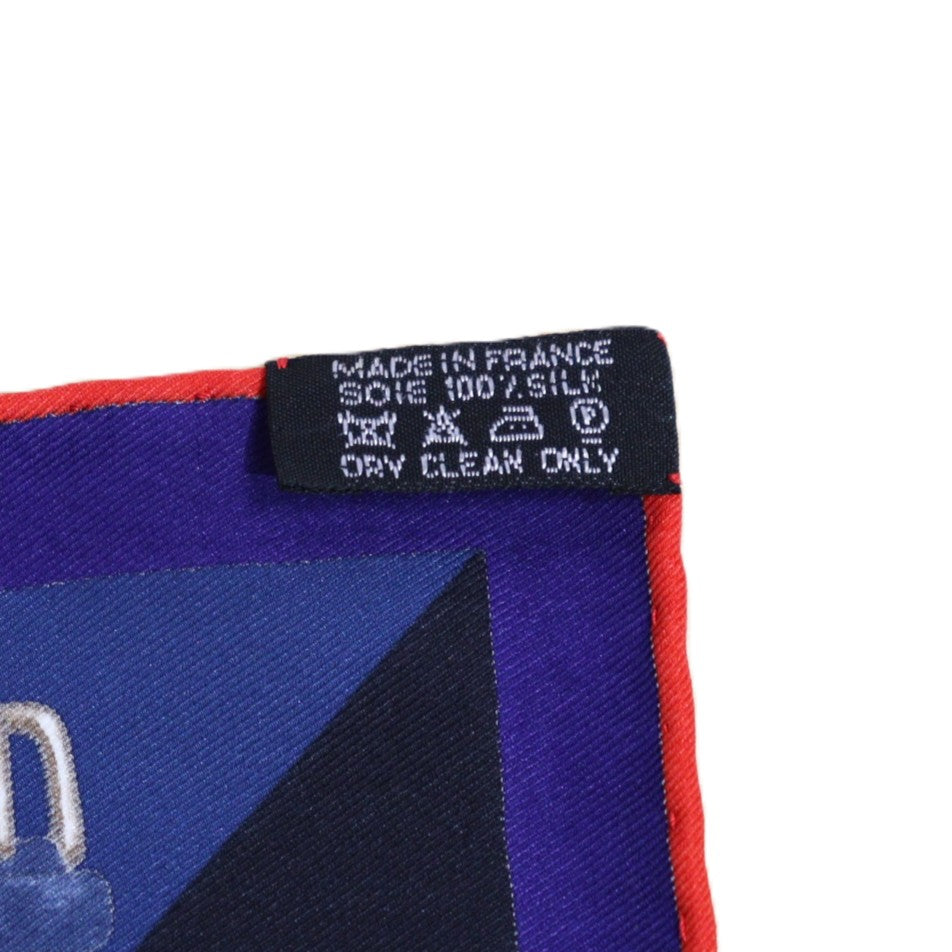 MADE IN FRANCE
SOIE 100% SILK
P
DRY CLEAN ONLY